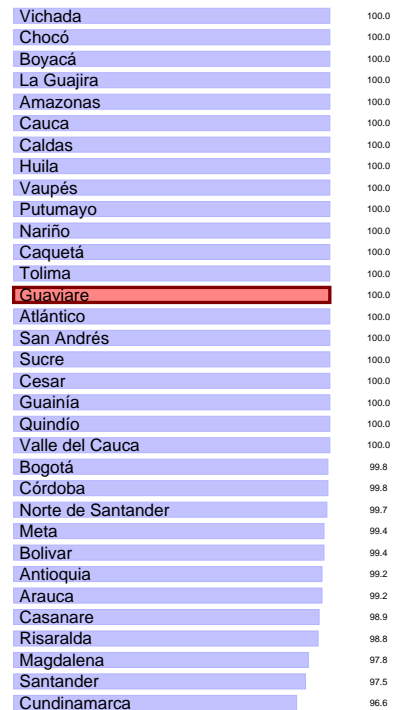 Vichada 100.0
Chocó 100.0
Boyacá 100.0
La Guajira 100.0
Amazonas 100.0
Cauca 100.0
Caldas 100.0
Huila 100.0
Vaupés 100.0
Putumayo 100.0
Nariño 100.0
Caquetá 100.0
Tolima 100.0
Guaviare 100.0
Atlántico 100.0
San Andrés 100.0
Sucre 100.0
Cesar 100.0
Guainía 100.0
Quindío 100.0
Valle del Cauca 100.0
Bogotá 99.8
Córdoba 99.8
Norte de Santander 99.7
Meta 99.4
Bolivar 99.4
Antioquia 99.2
Arauca 99.2
Casanare 98.9
Risaralda 98.8
Magdalena 97.8
Santander 97.5
Cundinamarca 96.6